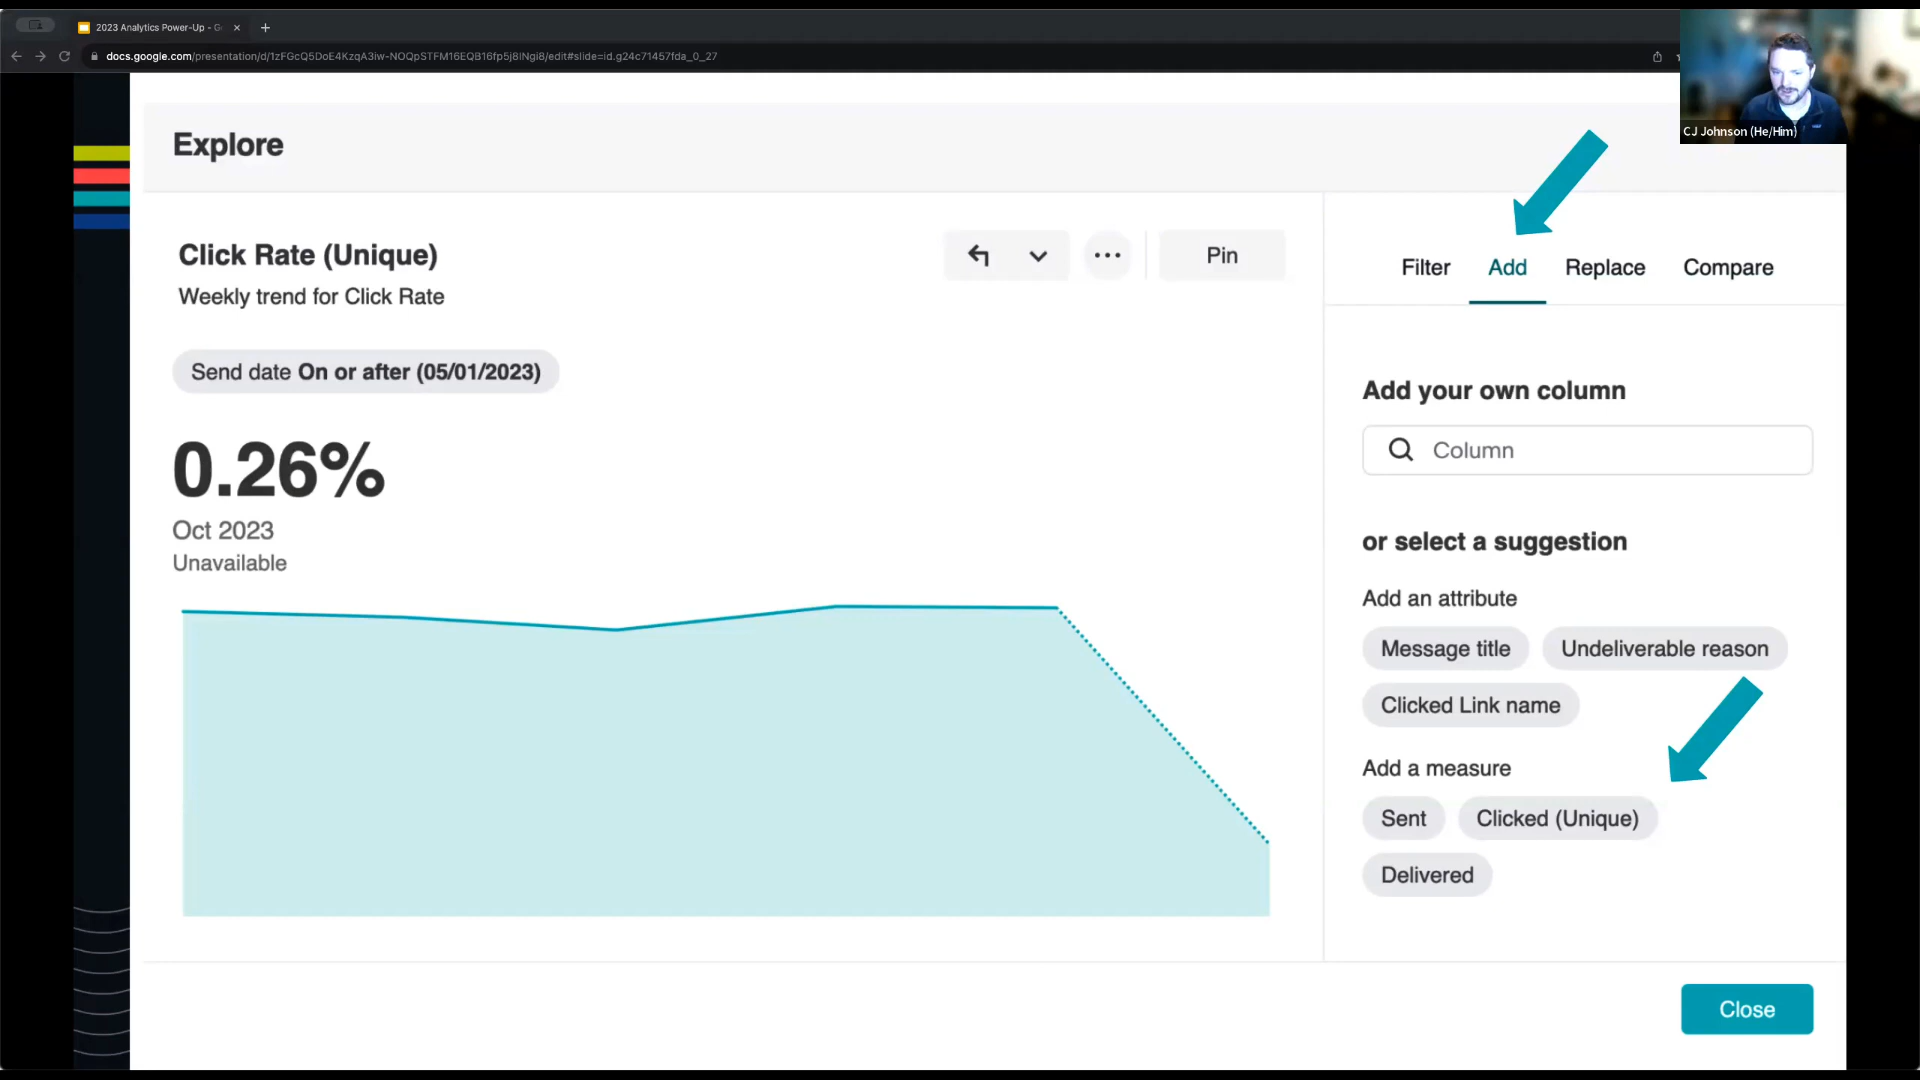 2023 Analytics Power-Up - G
docs.google.com/presentation/d/1zFGcQ5DoE4KzqA3iw-NOQpSTFM16EQB16fp5j8iNgi8/edit#slide=id.g24c71457fda_0_27
CJ Johnson (He/Him)
Explore
Click Rate (Unique)
Weekly trend for Click Rate
Pin
Send date On or after (05/01/2023)
0.26%
Oct 2023
Unavailable
Filter
Add
Replace
Compare
Add your own column
Column
or select a suggestion
Add an attribute
Message title
Undeliverable reason
Clicked Link name
Add a measure
Sent
Clicked (Unique)
Delivered
Close